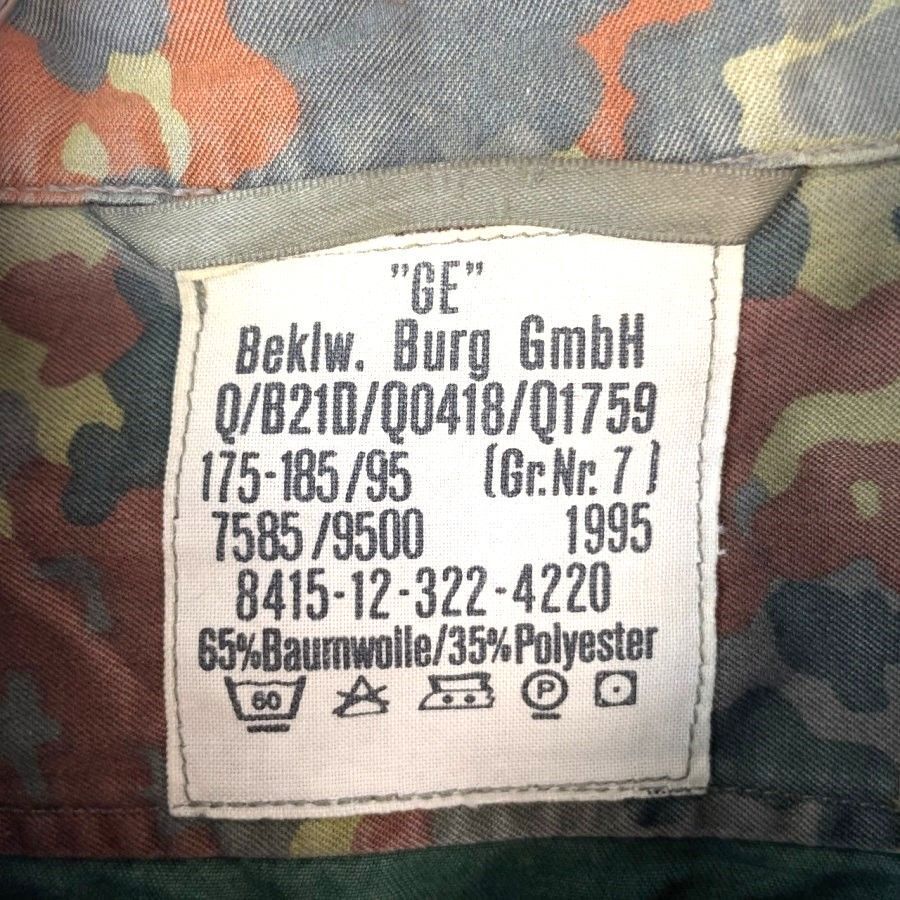 "GE"
Beklw. Burg GmbH
Q/B21D/Q0418/Q1759
175-185/95 (Gr.Nr. 7 )
7585/9500 1995
8415-12-322-4220
65%Baumwolle/35%Polyester
60 P